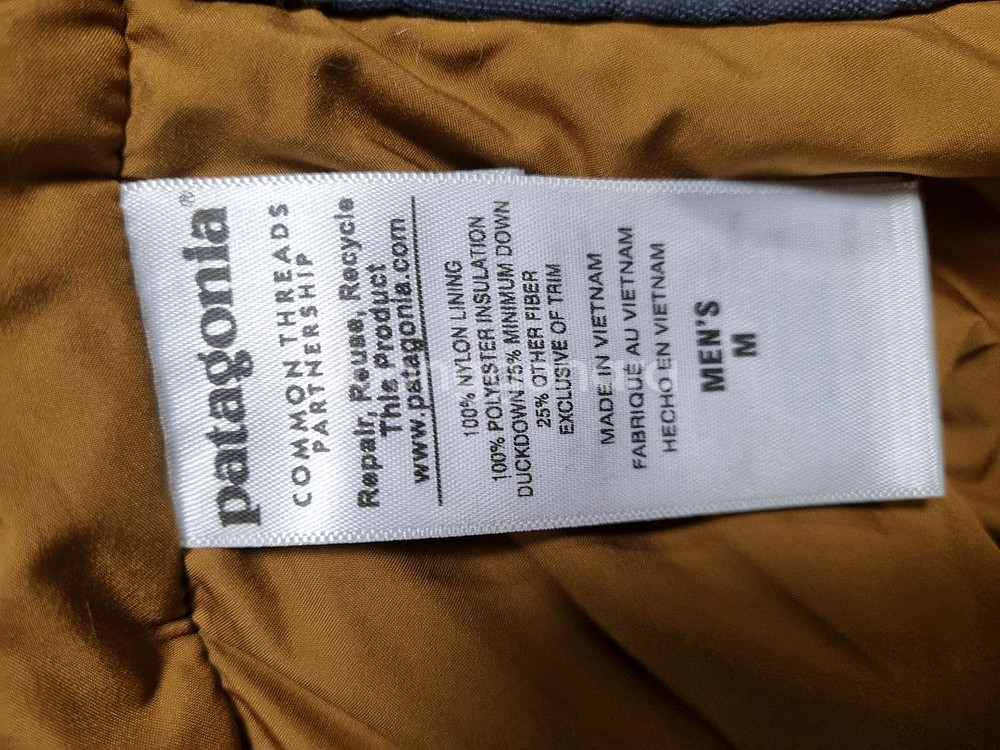 patagonia®
COMMON THREADS
PARTNERSHIP
Repair, Reuse, Recycle
This Product
www.patagonia.com
100% NYLON LINING
100% POLYESTER INSULATION
DUCKDOWN 75% MINIMUM DOWN
25% OTHER FIBER
EXCLUSIVE OF TRIM
MADE IN VIETNAM
FABRIQUÉ AU VIETNAM
HECHO EN VIETNAM
MEN'S
M